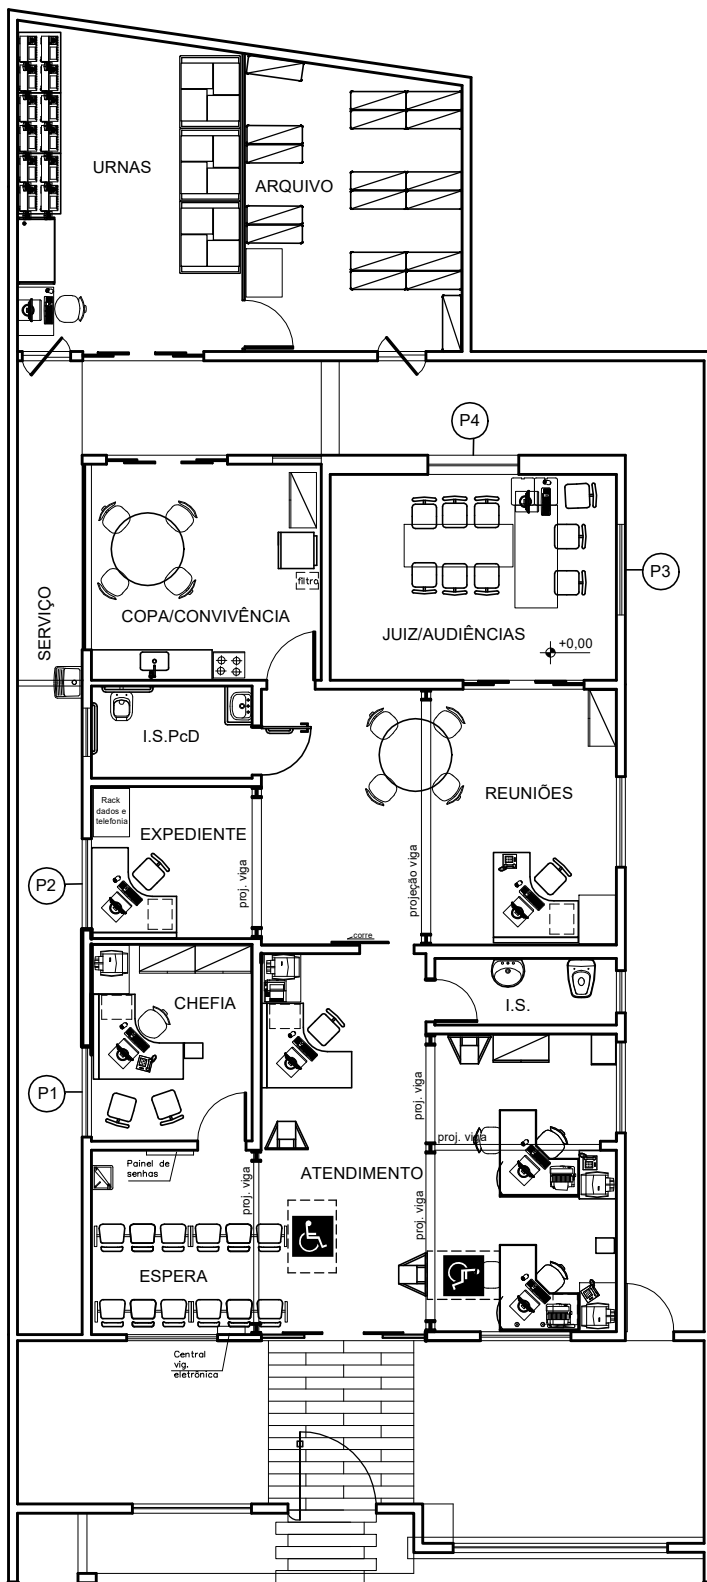 URNAS
ARQUIVO
P4
P3
filtro
COPA/CONVIVÊNCIA
JUIZ/AUDIÊNCIAS
+0,00
SERVIÇO
I.S.PcD
REUNIÕES
Rack
dados e
telefonia
EXPEDIENTE
proj. viga
projeção viga
P2
corre
CHEFIA
I.S.
P1
proj. viga
proj. viga
Painel de
senhas
ATENDIMENTO
proj. viga
proj. viga
ESPERA
Central
vig.
eletrônica